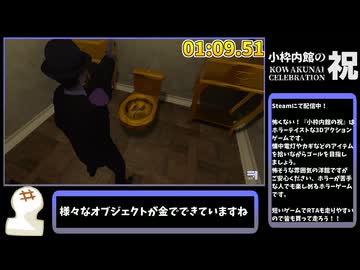 01:09.51
小枠内館の祝
KOWAKUNAI
CELEBRATION
Steamにて配信中！
怖くない！『小枠内館の祝』は
ホラーテイストな3Dアクション
ゲームです。
懐中電灯やカギなどのアイテム
を拾いながらゴールを目指し
ましょう。
怖そうな雰囲気の洋館ですが
ご安心ください。ホラーが苦手
な人でも楽しめるホラーゲーム
です。
短いゲームでRTAも走りやすい
ので皆も買って走ろう！！
様々なオブジェクトが金でできていますね